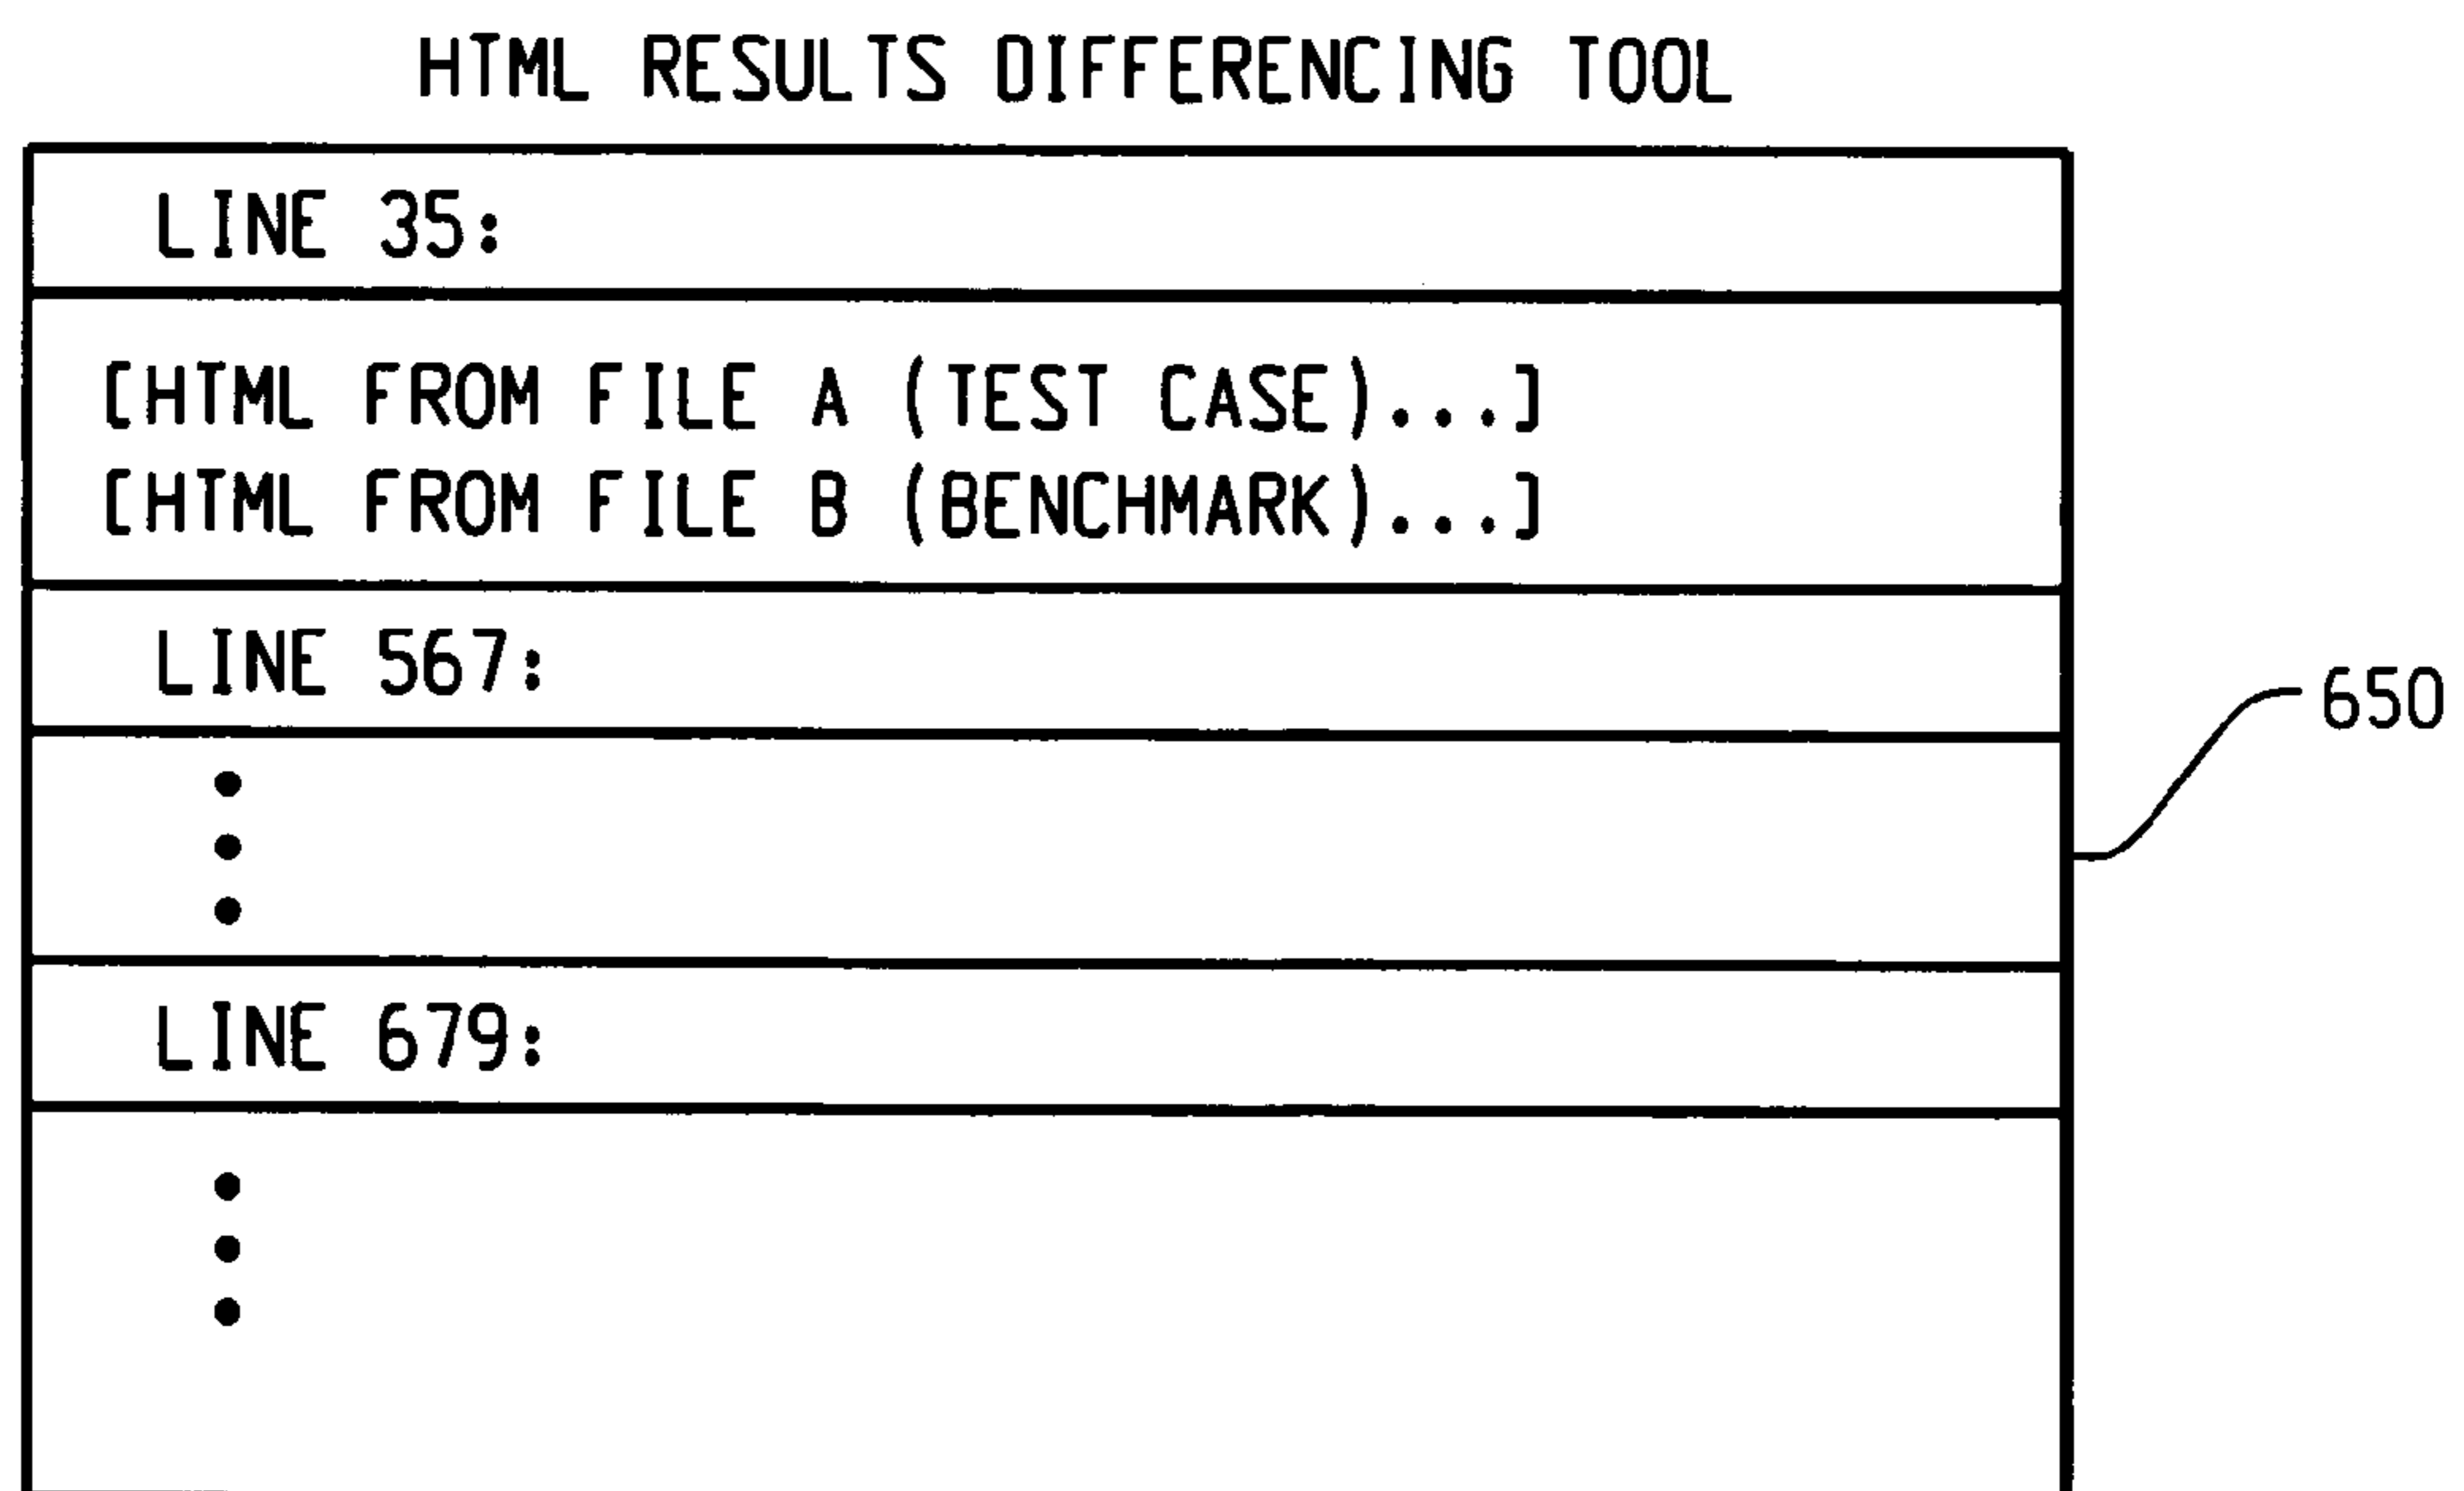 HTML RESULTS DIFFERENCING TOOL
LINE 35:
[HTML FROM FILE A (TEST CASE)...]
[HTML FROM FILE B (BENCHMARK)...]
LINE 567:
650
LINE 679: